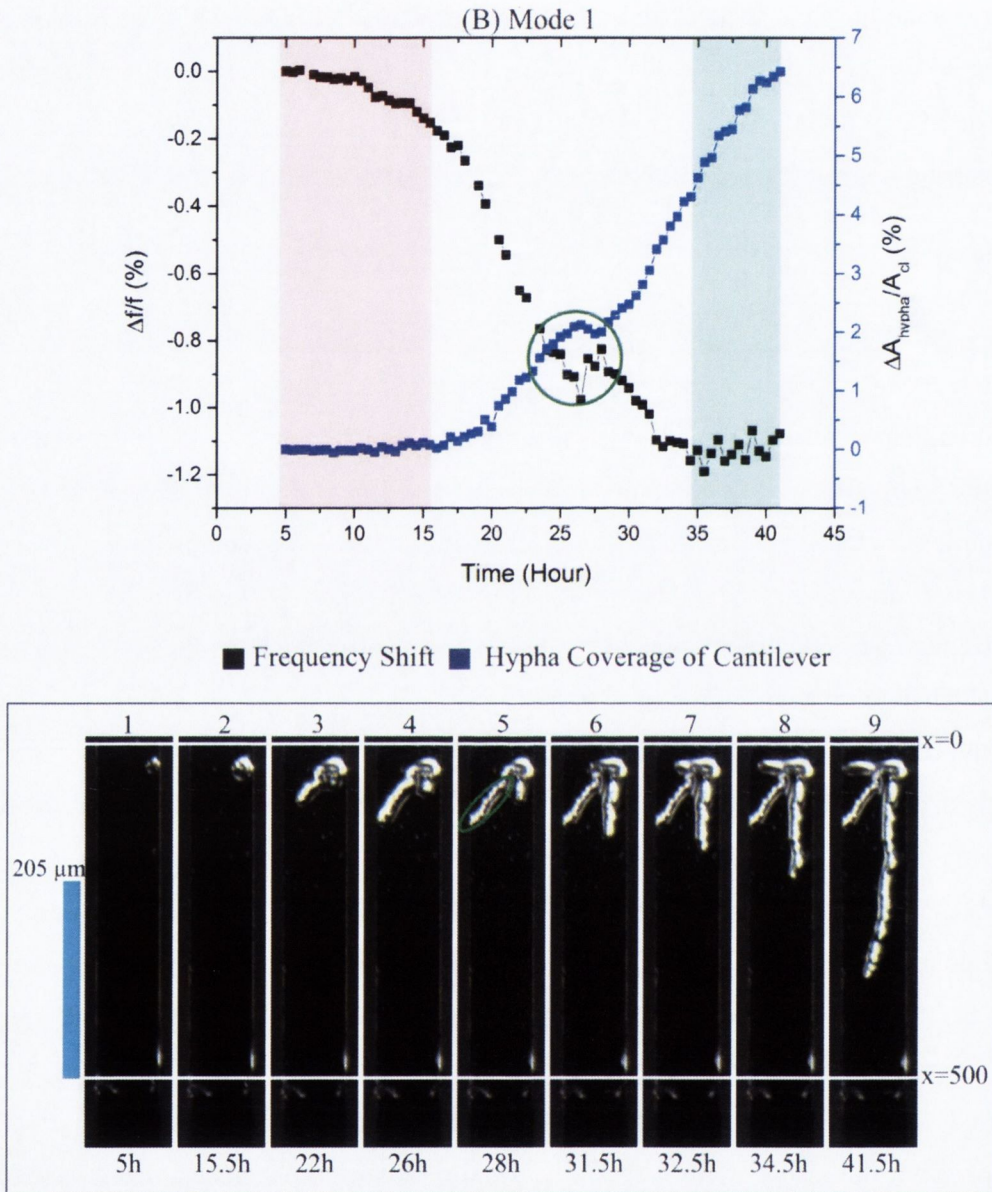 (B) Mode 1
0.0
-0.2
-0.4
-0.6
-0.8
-1.0
-1.2
Δf/f (%)
7
6
5
4
3
2
1
0
-1
ΔA_hypha/A_cl (%)
0 5 10 15 20 25 30 35 40 45
Time (Hour)
Frequency Shift Hypha Coverage of Cantilever
1 2 3 4 5 6 7 8 9
x=0
205 µm
x=500
5h 15.5h 22h 26h 28h 31.5h 32.5h 34.5h 41.5h